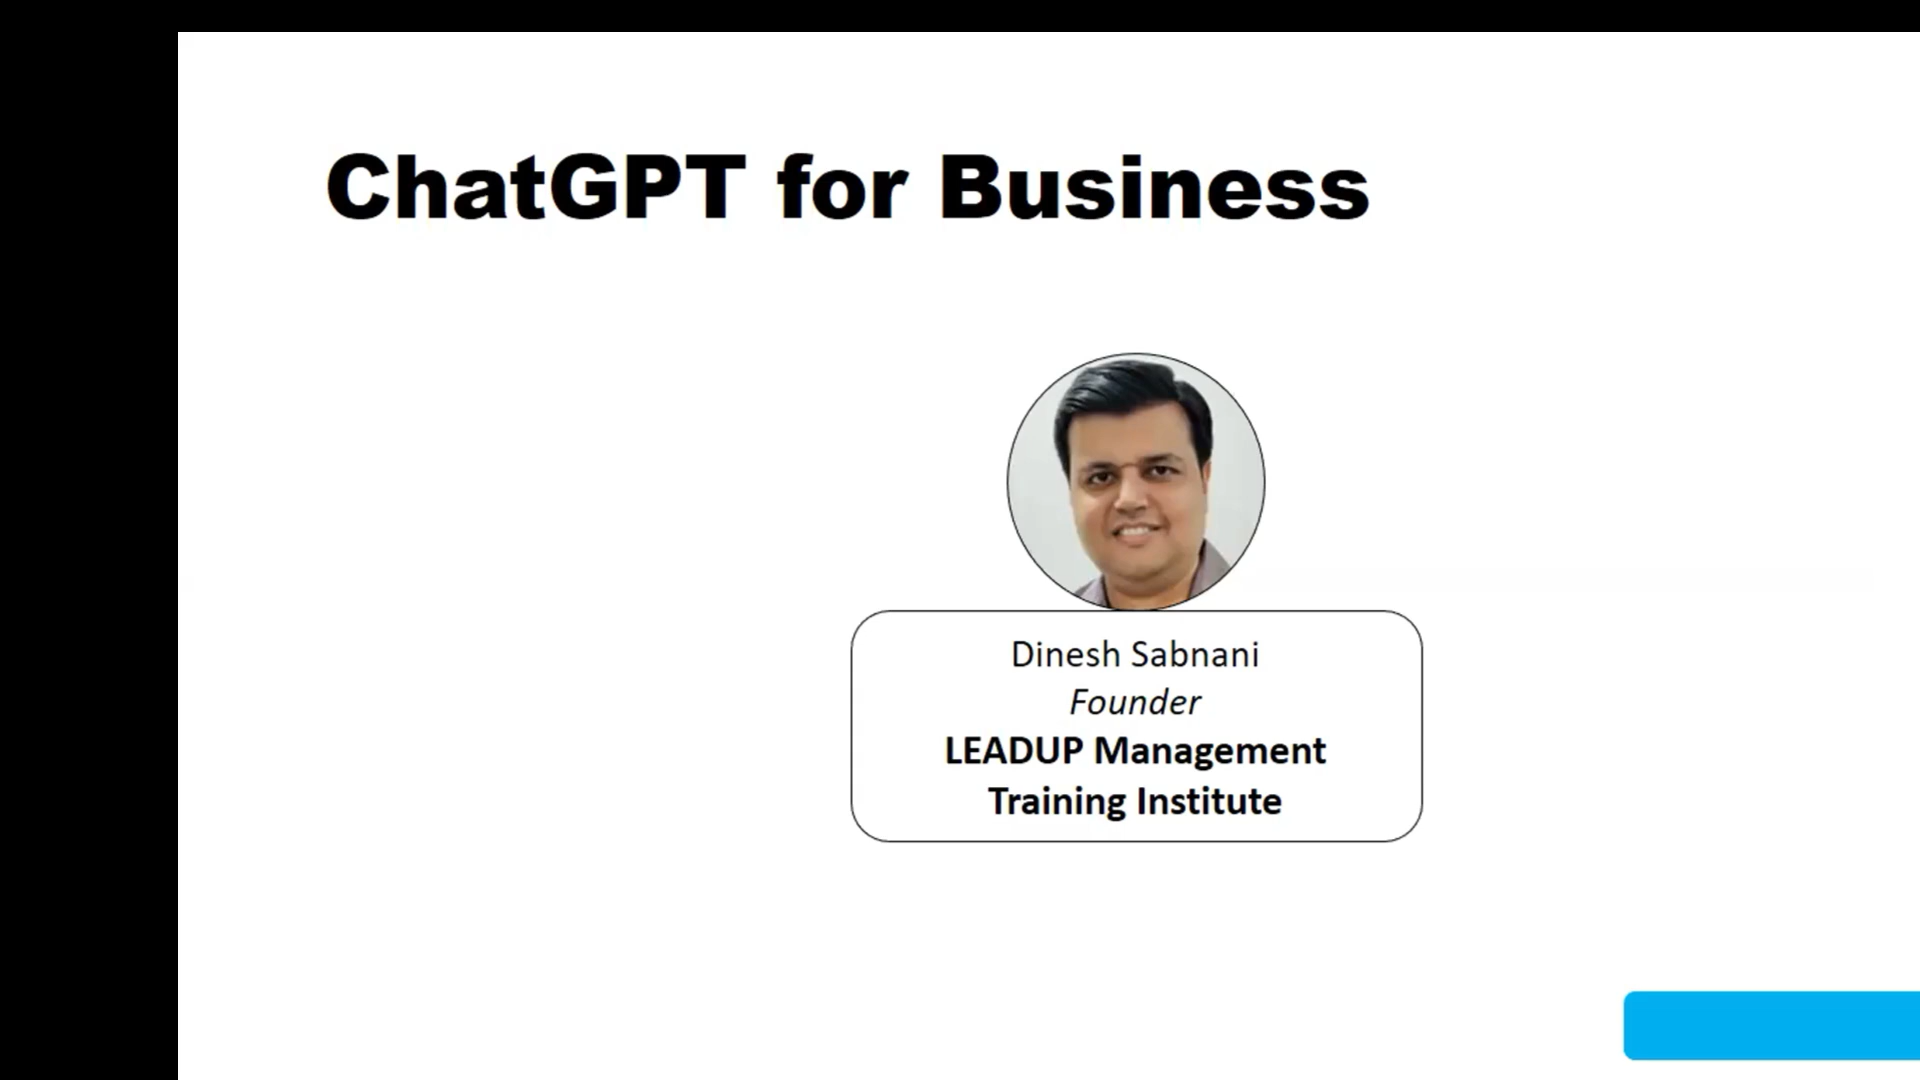 ChatGPT for Business
Dinesh Sabnani
Founder
LEADUP Management
Training Institute